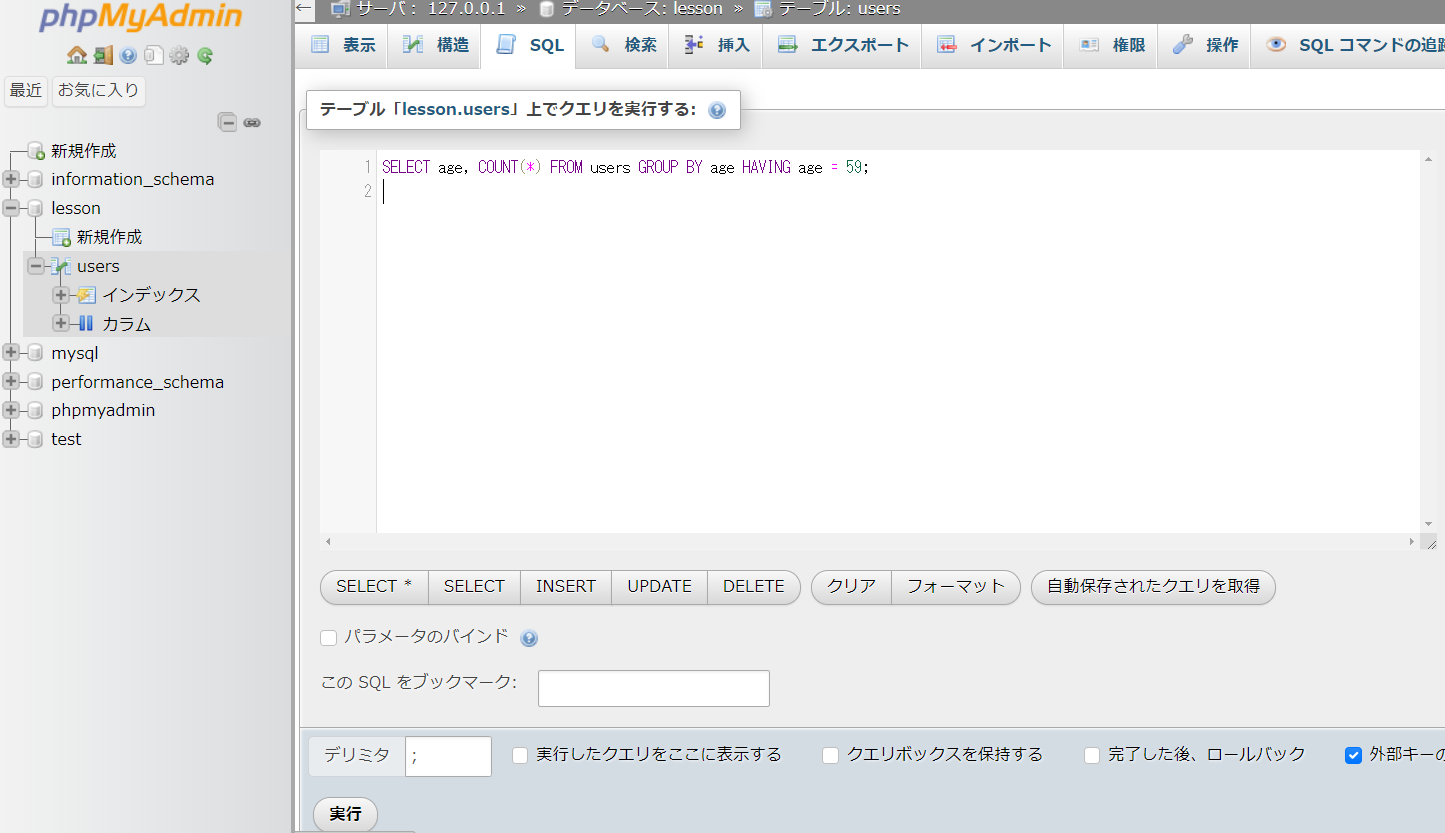 phpMyAdmin
最近 お気に入り
新規作成
information_schema
lesson
新規作成
users
インデックス
カラム
mysql
performance_schema
phpmyadmin
test
← サーバ: 127.0.0.1 » データベース: lesson » テーブル: users
表示 構造 SQL 検索 挿入 エクスポート インポート 権限 操作 SQL コマンドの追跡
テーブル「lesson.users」上でクエリを実行する:
1 SELECT age, COUNT(*) FROM users GROUP BY age HAVING age = 59;
2
SELECT * SELECT INSERT UPDATE DELETE クリア フォーマット 自動保存されたクエリを取得
パラメータのバインド
この SQL をブックマーク:
デリミタ ; 実行したクエリをここに表示する クエリボックスを保持する 完了した後、ロールバック 外部キーの
実行